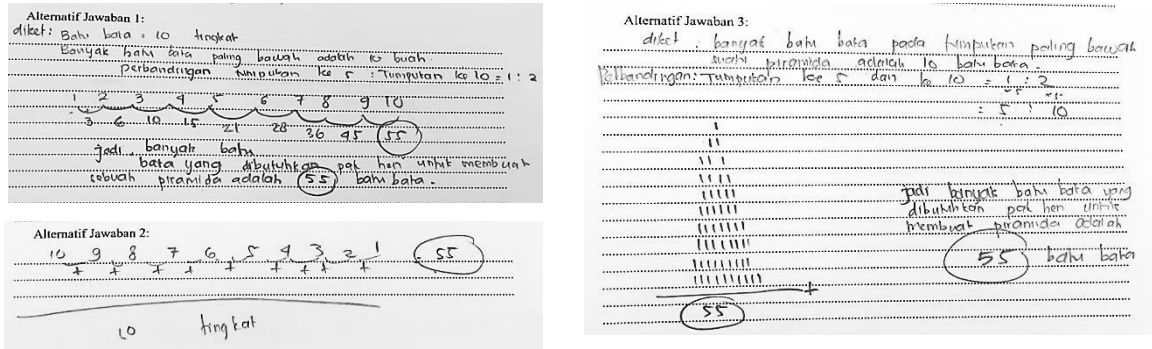 Alternatif Jawaban 1:
diket: Batu bata = 10 tingkat
Banyak batu bata paling bawah adalah 10 buah.
perbandingan tumpukan ke 5 : Tumpukan ke 10 = 1 : 2
1 2 3 4 5 6 7 8 9 10
3 6 10 15 21 28 36 45 55
jadi banyak batu
bata yang dibutuhkan pak heri untuk membuat
sebuah piramida adalah 55 batu bata.
Alternatif Jawaban 2:
10 9 8 7 6 5 4 3 2 1 55
+ + + + + + + + +
10 tingkat
Alternatif Jawaban 3:
diket : banyak batu bata pada tumpukan paling bawah
suatu piramida adalah 10 batu bata.
Perbandingan: Tumpukan ke 5 dan ke 10 = 1 : 2
= 5 : 10
I
I I
I I I
I I I I
I I I I I
I I I I I I
I I I I I I I
I I I I I I I I
I I I I I I I I I
I I I I I I I I I I
+
55
jadi banyak batu bata yang
dibutuhkan pak heri untuk
membuat piramida adalah
55 batu bata